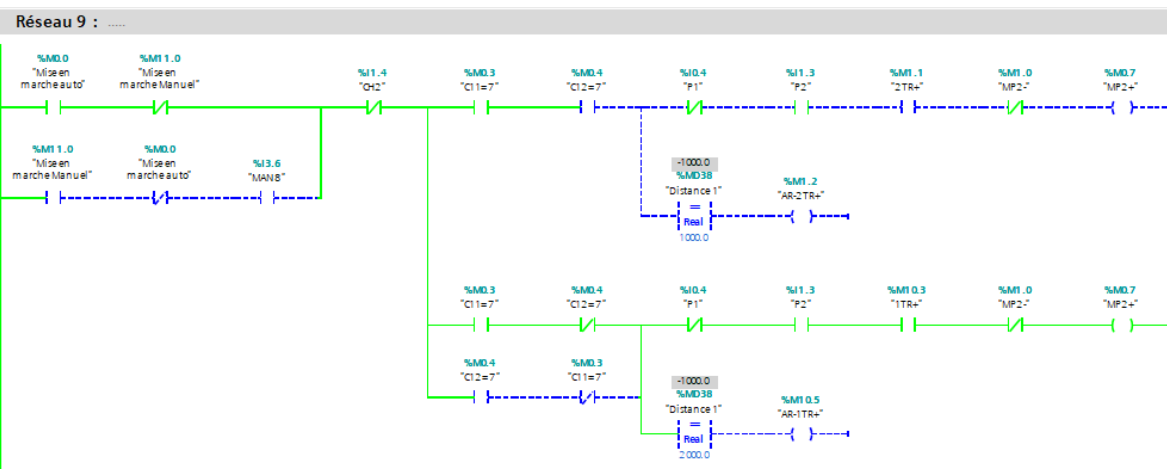 Réseau 9 : .....
%M0.0 %M11.0
"Mise en "Mise en %I1.4 %M0.3 %M0.4 %I0.4 %I1.3 %M1.1 %M1.0 %M0.7
marche auto" marche Manuel" "CH2" "C11=7" "C12=7" "P1" "P2" "2TR+" "MP2-" "MP2+"
%M11.0 %M0.0
"Mise en "Mise en %I3.6
marche Manuel" marche auto" "MAN8"
-1000.0
%MD38
"Distance 1" %M1.2
"AR-2TR+"
=
Real
1000.0
%M0.3 %M0.4 %I0.4 %I1.3 %M10.3 %M1.0 %M0.7
"C11=7" "C12=7" "P1" "P2" "1TR+" "MP2-" "MP2+"
%M0.4 %M0.3
"C12=7" "C11=7"
-1000.0
%MD38
"Distance 1" %M10.5
"AR-1TR+"
=
Real
2000.0